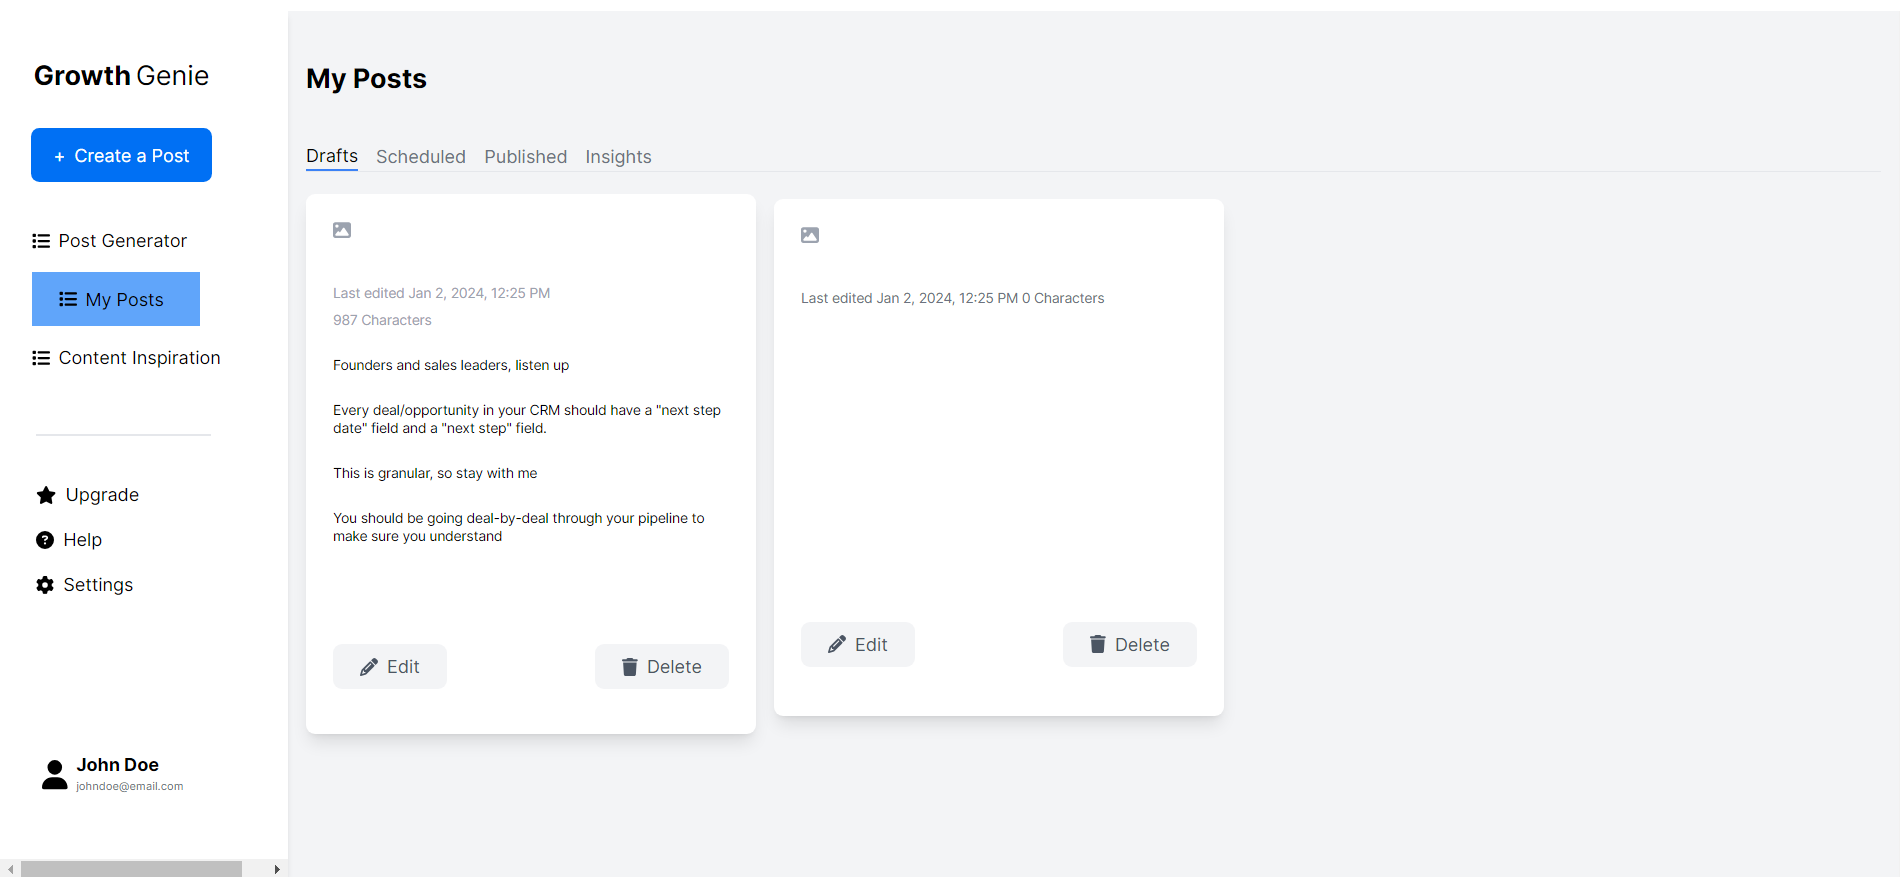 Growth Genie
+ Create a Post
Post Generator
My Posts
Content Inspiration
Upgrade
Help
Settings
John Doe
johndoe@email.com
My Posts
Drafts Scheduled Published Insights
Last edited Jan 2, 2024, 12:25 PM
987 Characters
Founders and sales leaders, listen up
Every deal/opportunity in your CRM should have a "next step
date" field and a "next step" field.
This is granular, so stay with me
You should be going deal-by-deal through your pipeline to
make sure you understand
Edit Delete
Last edited Jan 2, 2024, 12:25 PM 0 Characters
Edit Delete